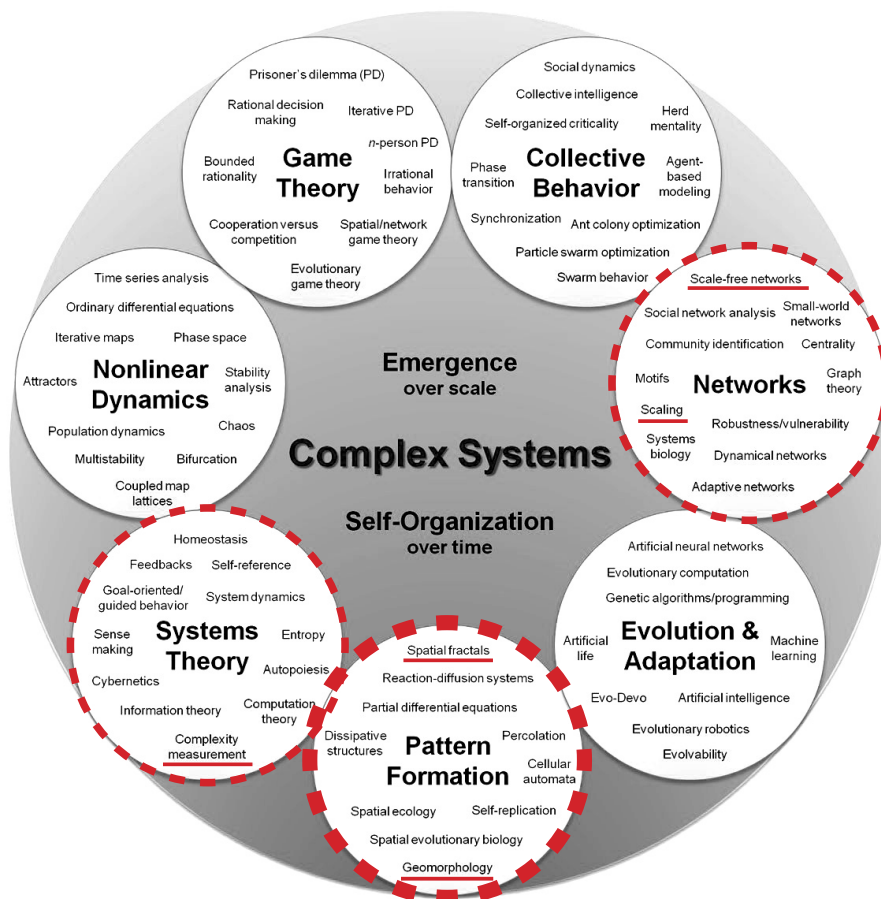 Prisoner's dilemma (PD)
Rational decision
making
Iterative PD
n-person PD
Game
Theory
Bounded
rationality
Irrational
behavior
Cooperation versus
competition
Spatial/network
game theory
Evolutionary
game theory
Social dynamics
Collective intelligence
Herd
mentality
Self-organized criticality
Collective
Behavior
Phase
transition
Agent-
based
modeling
Synchronization
Ant colony optimization
Particle swarm optimization
Swarm behavior
Time series analysis
Ordinary differential equations
Iterative maps
Phase space
Attractors
Nonlinear
Dynamics
Stability
analysis
Population dynamics
Chaos
Multistability
Bifurcation
Coupled map
lattices
Scale-free networks
Social network analysis
Small-world
networks
Community identification
Centrality
Motifs
Networks
Graph
theory
Scaling
Robustness/vulnerability
Systems
biology
Dynamical networks
Adaptive networks
Emergence
over scale
Complex Systems
Self-Organization
over time
Homeostasis
Feedbacks
Self-reference
Goal-oriented/
guided behavior
System dynamics
Sense
making
Systems
Theory
Entropy
Cybernetics
Autopoiesis
Information theory
Computation
theory
Complexity
measurement
Spatial fractals
Reaction-diffusion systems
Partial differential equations
Dissipative
structures
Pattern
Formation
Percolation
Cellular
automata
Spatial ecology
Self-replication
Spatial evolutionary biology
Geomorphology
Artificial neural networks
Evolutionary computation
Genetic algorithms/programming
Artificial
life
Evolution &
Adaptation
Machine
learning
Evo-Devo
Artificial intelligence
Evolutionary robotics
Evolvability